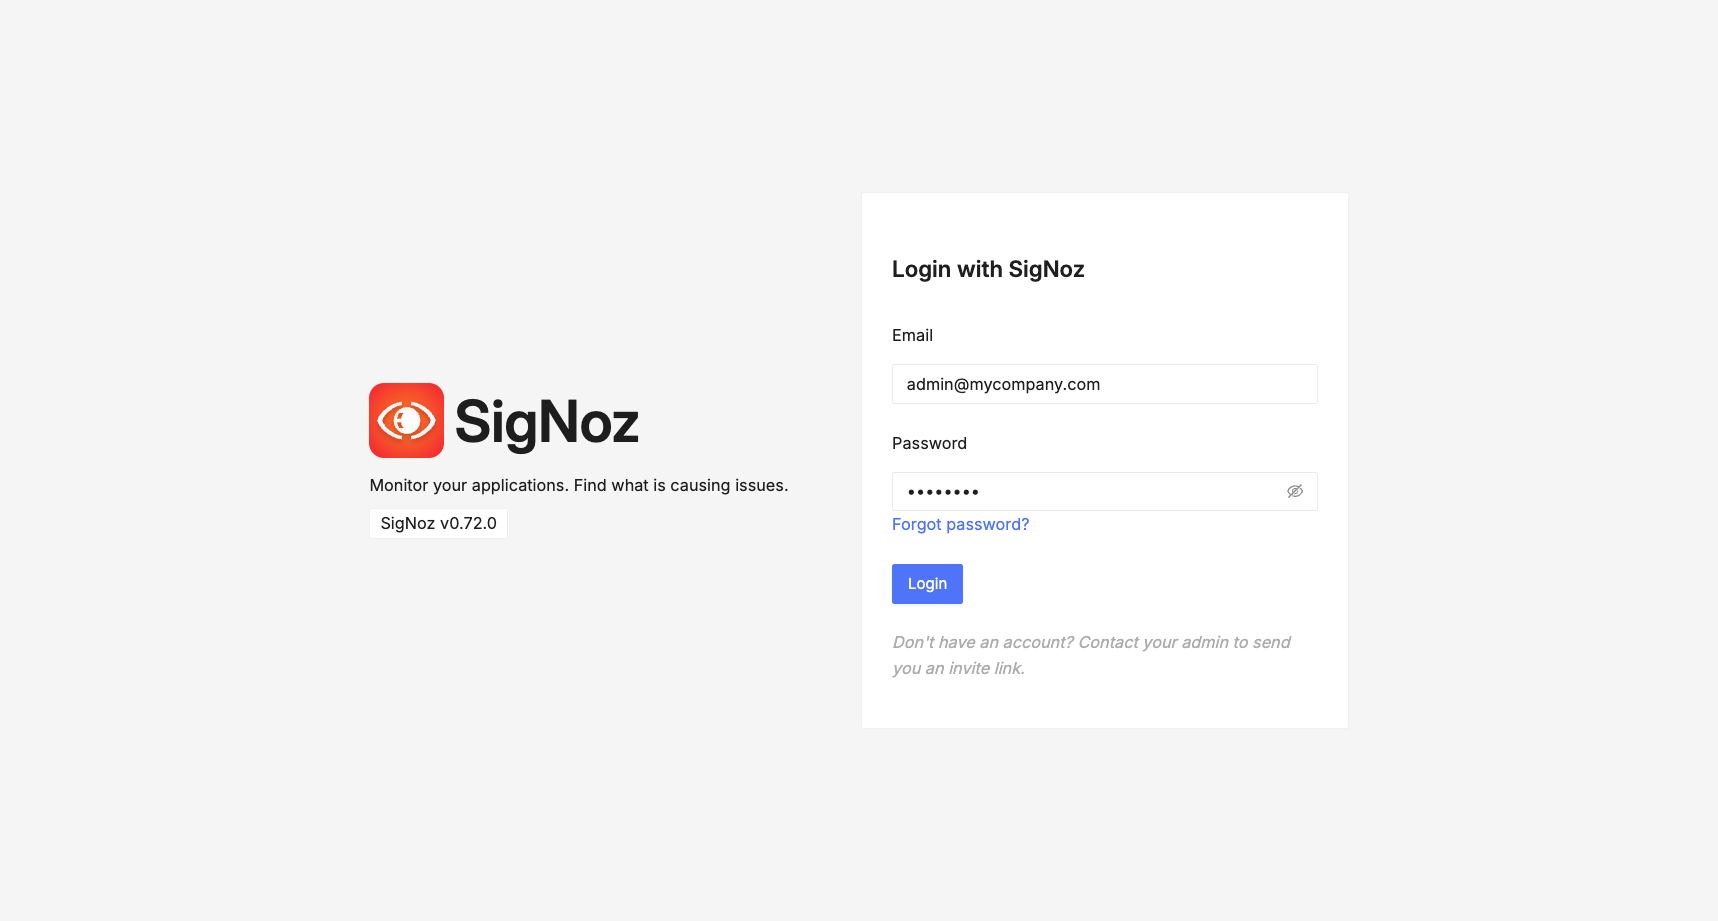 SigNoz
Monitor your applications. Find what is causing issues.
SigNoz v0.72.0
Login with SigNoz
Email
admin@mycompany.com
Password
••••••••
Forgot password?
Login
Don't have an account? Contact your admin to send
you an invite link.